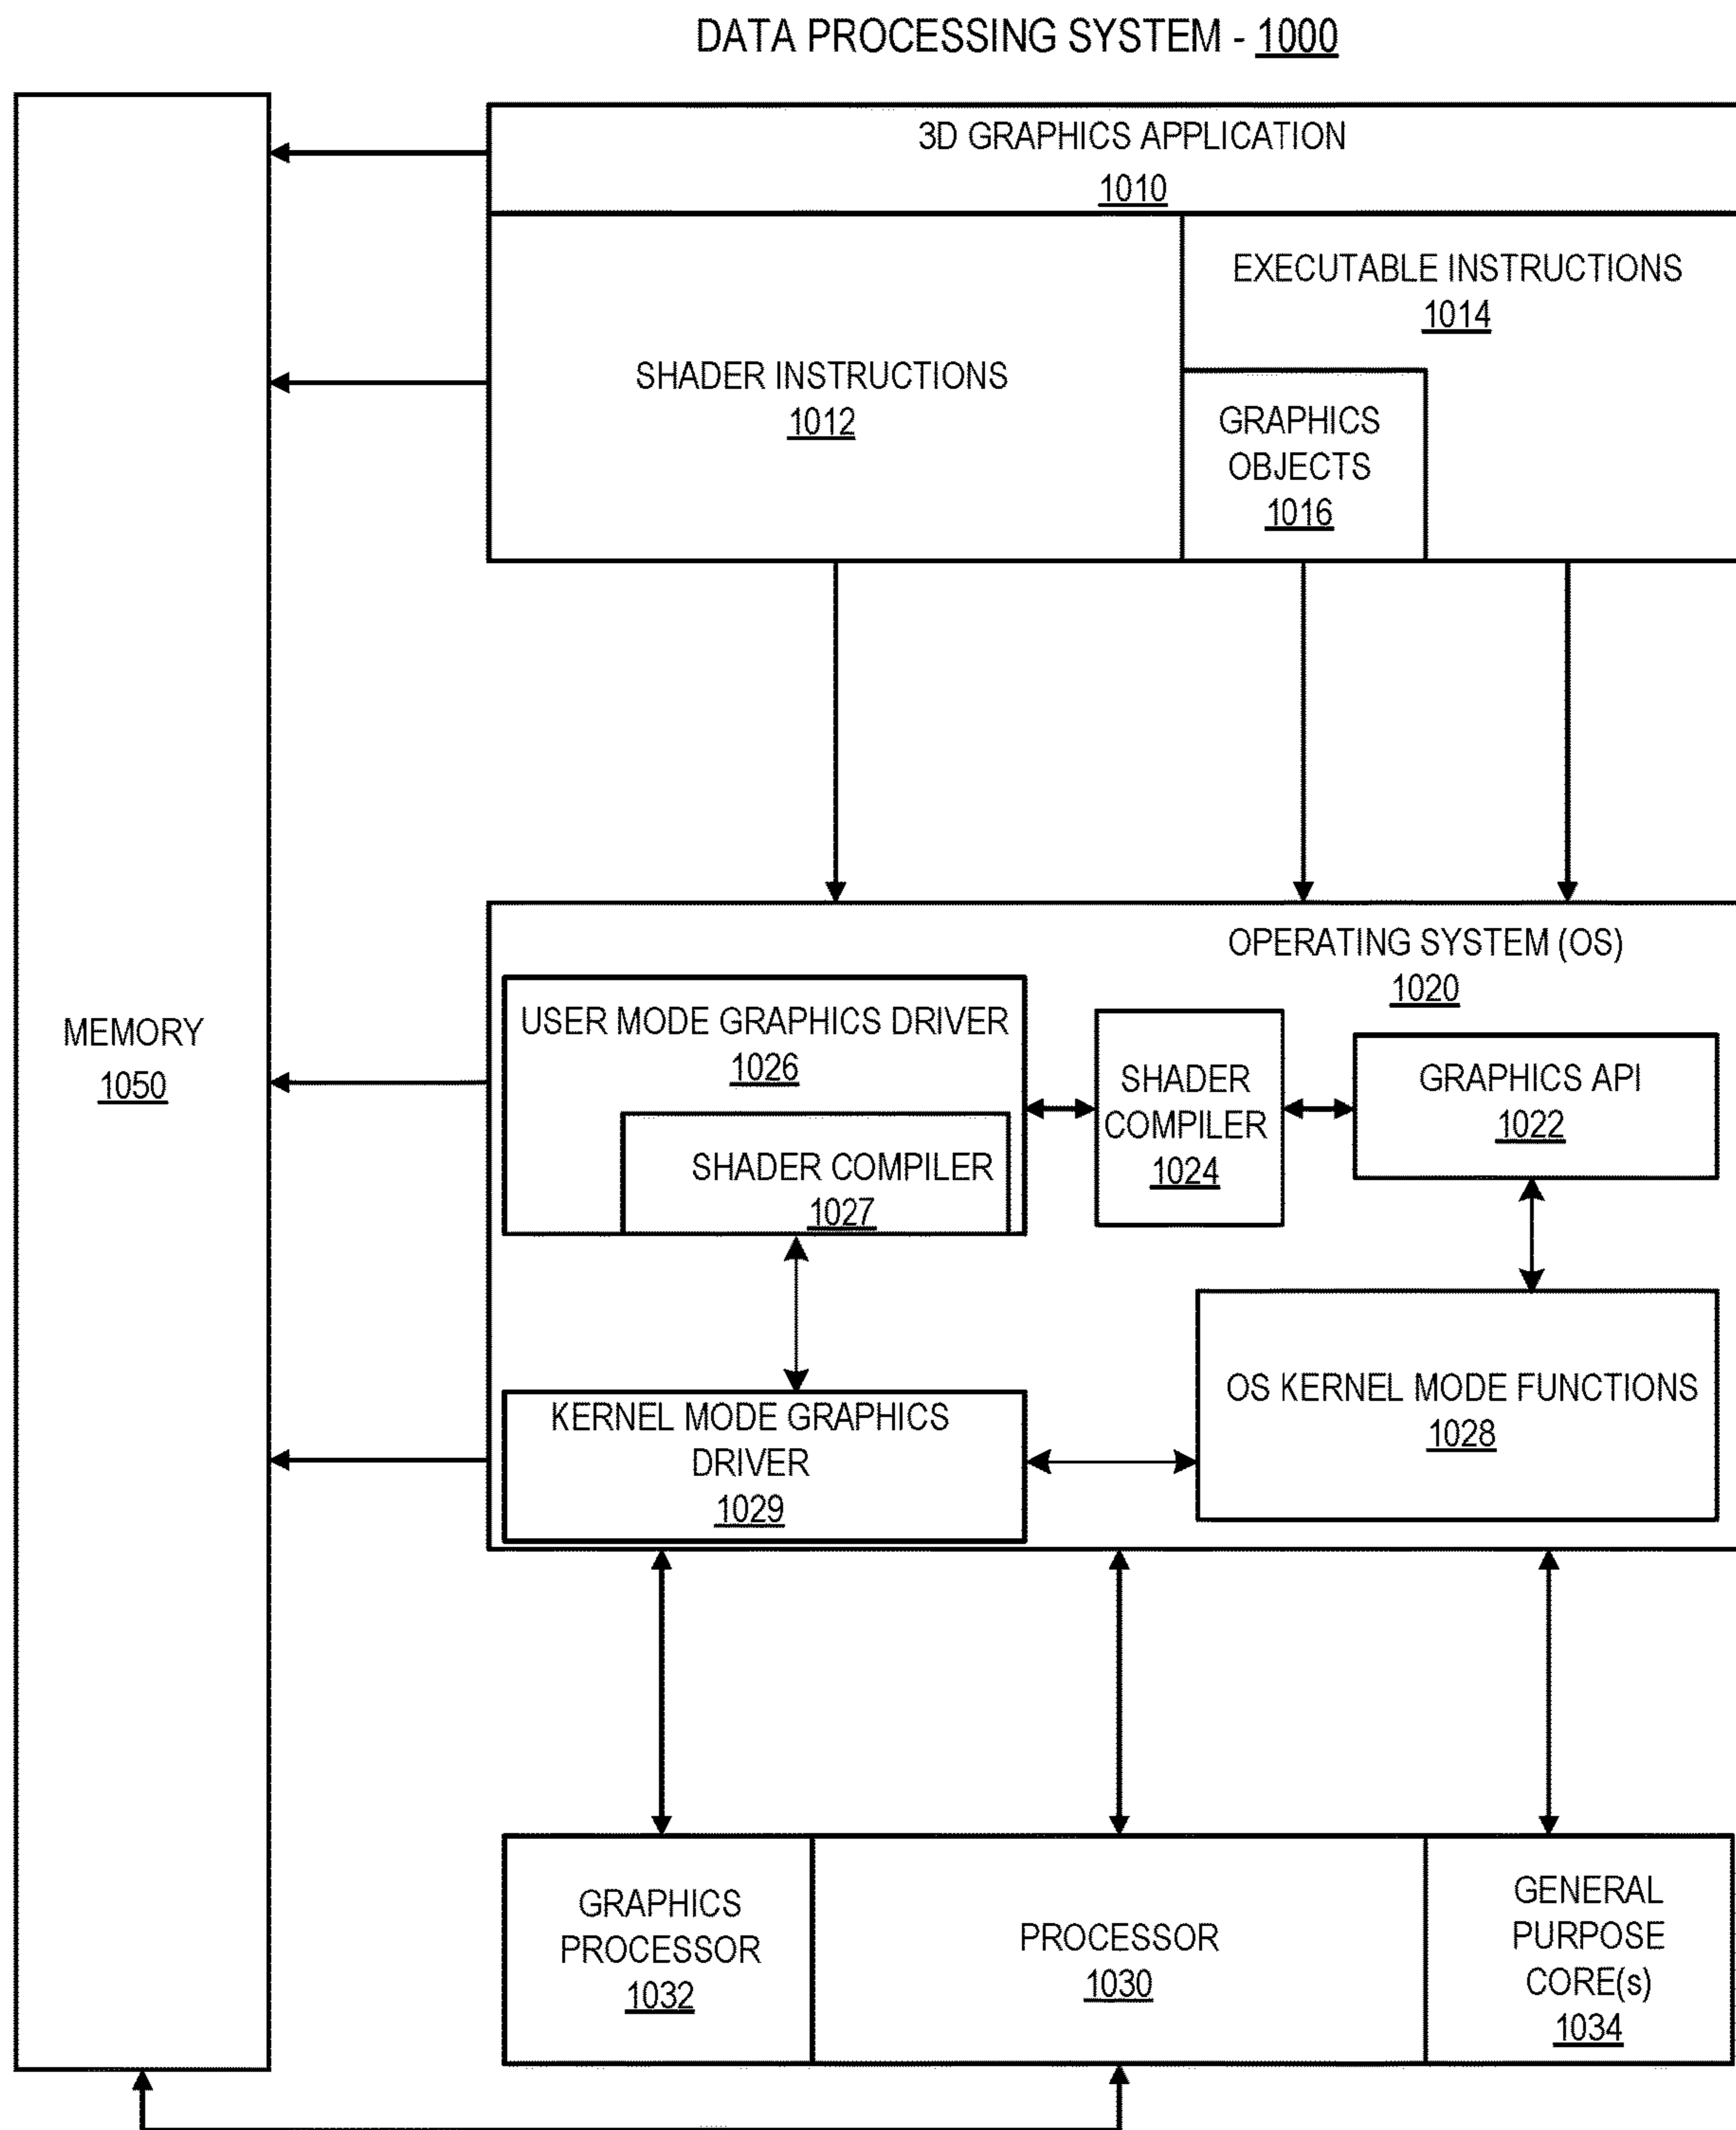 DATA PROCESSING SYSTEM - 1000
3D GRAPHICS APPLICATION
1010
SHADER INSTRUCTIONS
1012
EXECUTABLE INSTRUCTIONS
1014
GRAPHICS
OBJECTS
1016
MEMORY
1050
OPERATING SYSTEM (OS)
1020
USER MODE GRAPHICS DRIVER
1026
SHADER COMPILER
1027
SHADER
COMPILER
1024
GRAPHICS API
1022
KERNEL MODE GRAPHICS
DRIVER
1029
OS KERNEL MODE FUNCTIONS
1028
GRAPHICS
PROCESSOR
1032
PROCESSOR
1030
GENERAL
PURPOSE
CORE(s)
1034